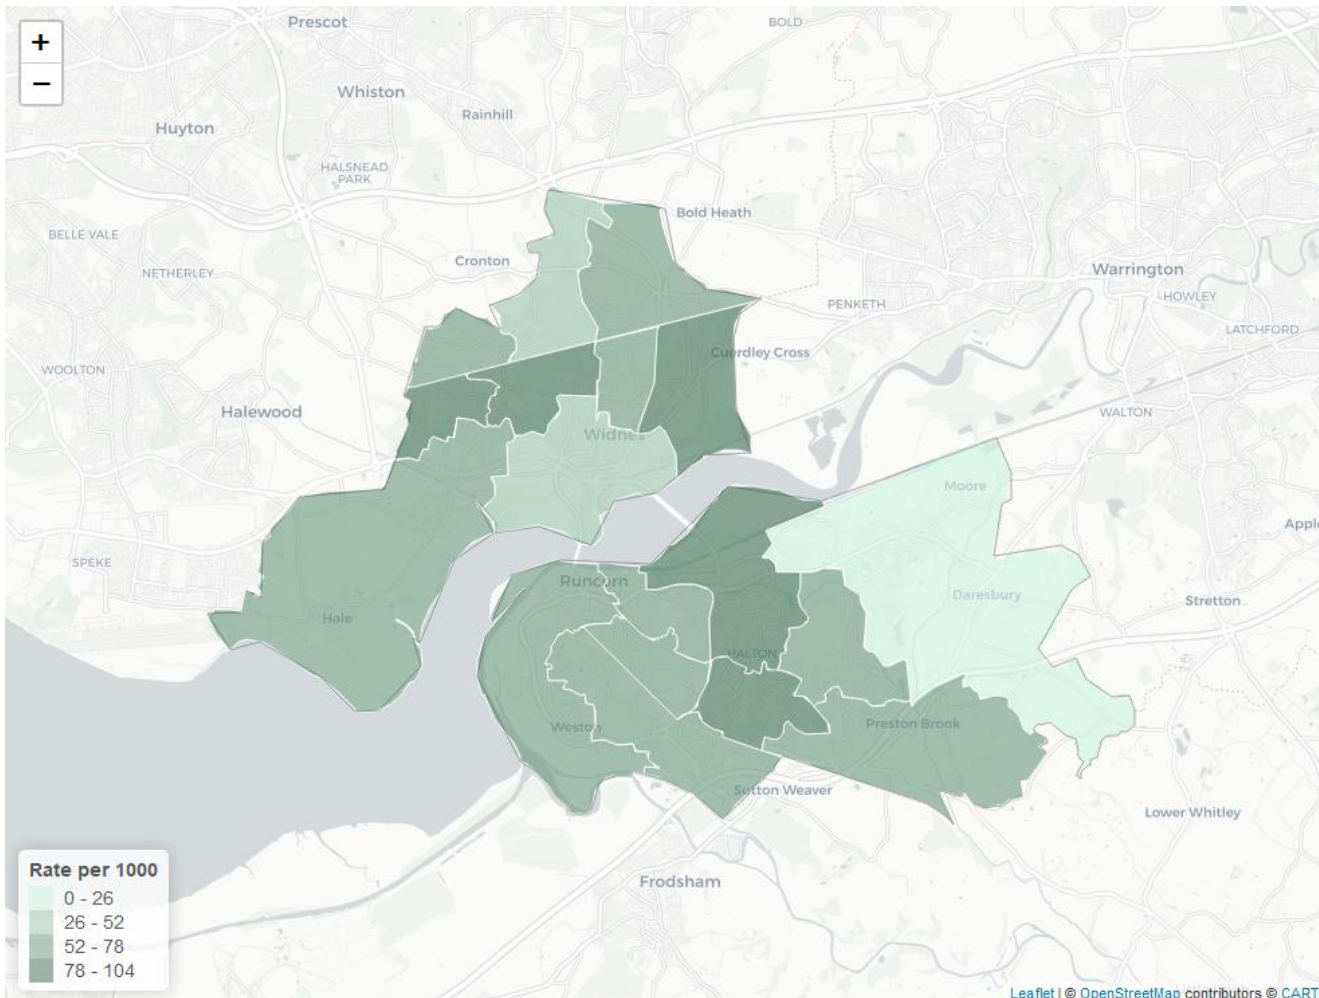 +
Prescot
BOLD
−
Whiston
Rainhill
Huyton
HALSNEAD
PARK
Bold Heath
BELLE VALE
Cronton
NETHERLEY
Warrington
PENKETH
HOWLEY
LATCHFORD
Cuerdley Cross
WOOLTON
Halewood
WALTON
Widnes
Moore
Apple
SPEKE
Runcorn
Daresbury
Stretton
Hale
HALTON
Weston
Preston Brook
Sutton Weaver
Lower Whitley
Rate per 1000
0 - 26
26 - 52
52 - 78
78 - 104
Frodsham
Leaflet | © OpenStreetMap contributors © CART